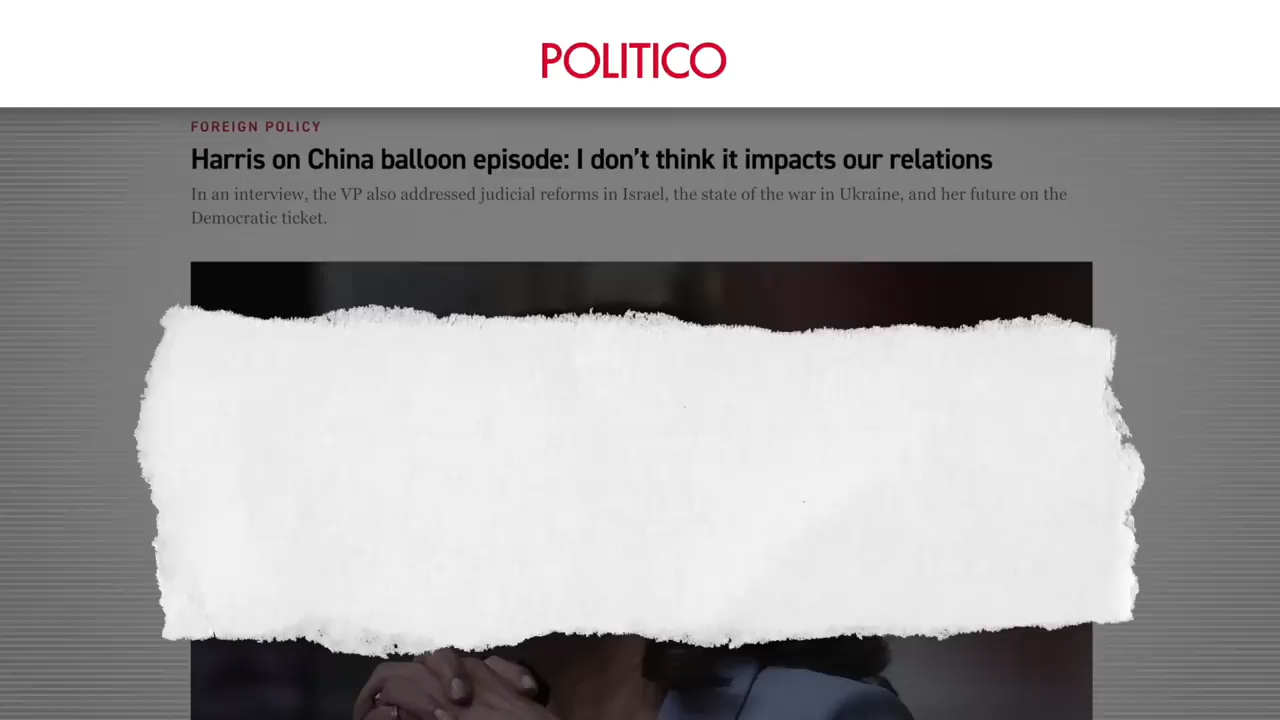 POLITICO
FOREIGN POLICY
Harris on China balloon episode: I don’t think it impacts our relations
In an interview, the VP also addressed judicial reforms in Israel, the state of the war in Ukraine, and her future on the
Democratic ticket.